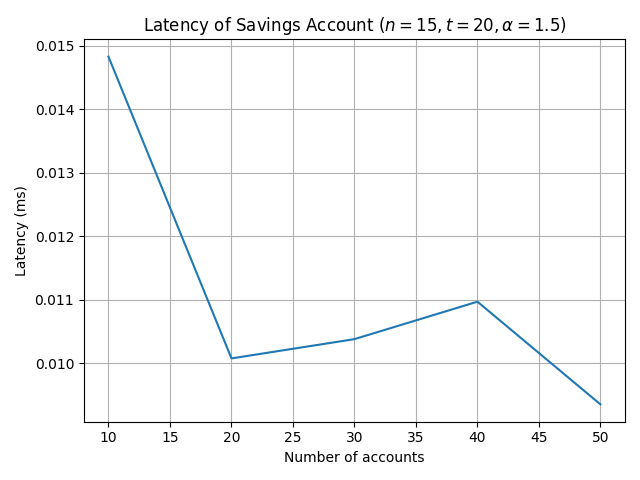 Latency of Savings Account (n = 15, t = 20, α = 1.5)
0.015
0.014
0.013
0.012
0.011
0.010
Latency (ms)
10 15 20 25 30 35 40 45 50
Number of accounts